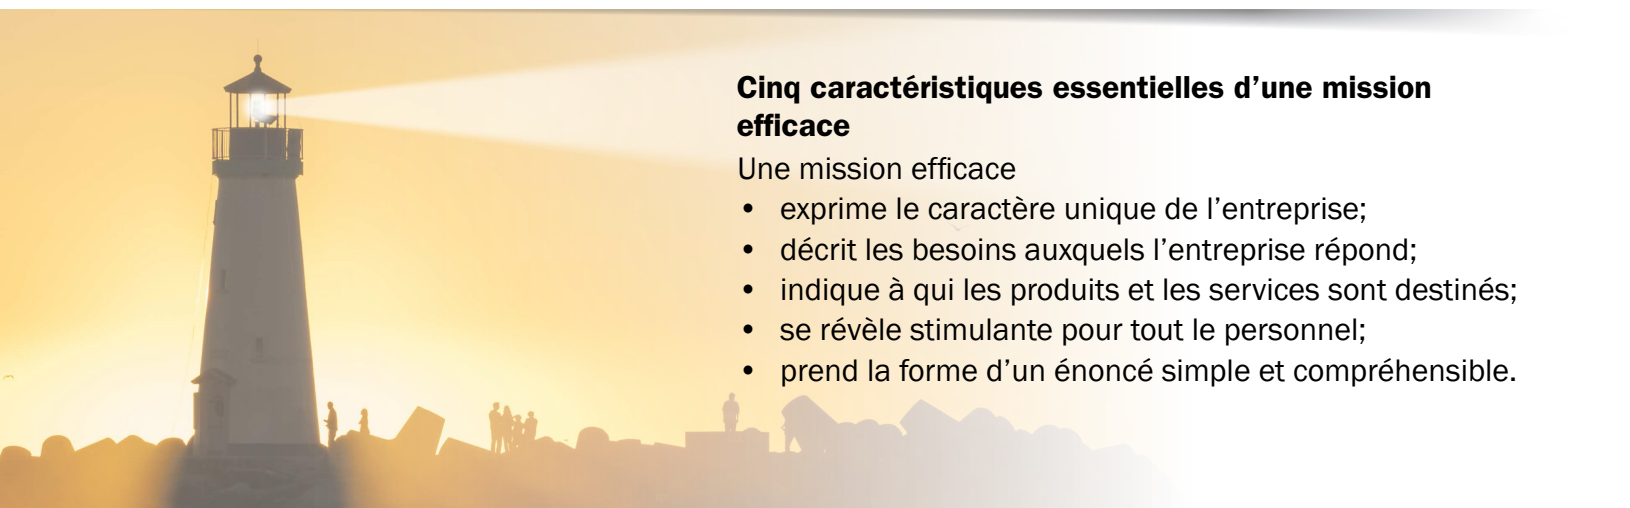 Cinq caractéristiques essentielles d’une mission
efficace
Une mission efficace
• exprime le caractère unique de l’entreprise;
• décrit les besoins auxquels l’entreprise répond;
• indique à qui les produits et les services sont destinés;
• se révèle stimulante pour tout le personnel;
• prend la forme d’un énoncé simple et compréhensible.